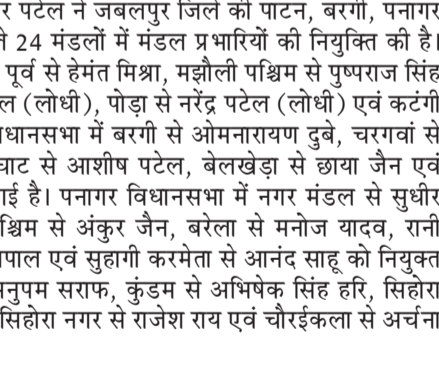 र पटेल ने जबलपुर जिले की पाटन, बरगी, पनागर
ने 24 मंडलों में मंडल प्रभारियों की नियुक्ति की है।
पूर्व से हेमंत मिश्रा, मझौली पश्चिम से पुष्पराज सिंह
ल (लोधी), पोड़ा से नरेंद्र पटेल (लोधी) एवं कटंगी
धानसभा में बरगी से ओमनारायण दुबे, चरगवां से
घाट से आशीष पटेल, बेलखेड़ा से छाया जैन एवं
गई है। पनागर विधानसभा में नगर मंडल से सुधीर
श्चिम से अंकुर जैन, बरेला से मनोज यादव, रानी
पाल एवं सुहागी करमेता से आनंद साहू को नियुक्त
मनुपम सराफ, कुंडम से अभिषेक सिंह हरि, सिहोरा
सिहोरा नगर से राजेश राय एवं चौरईकला से अर्चना